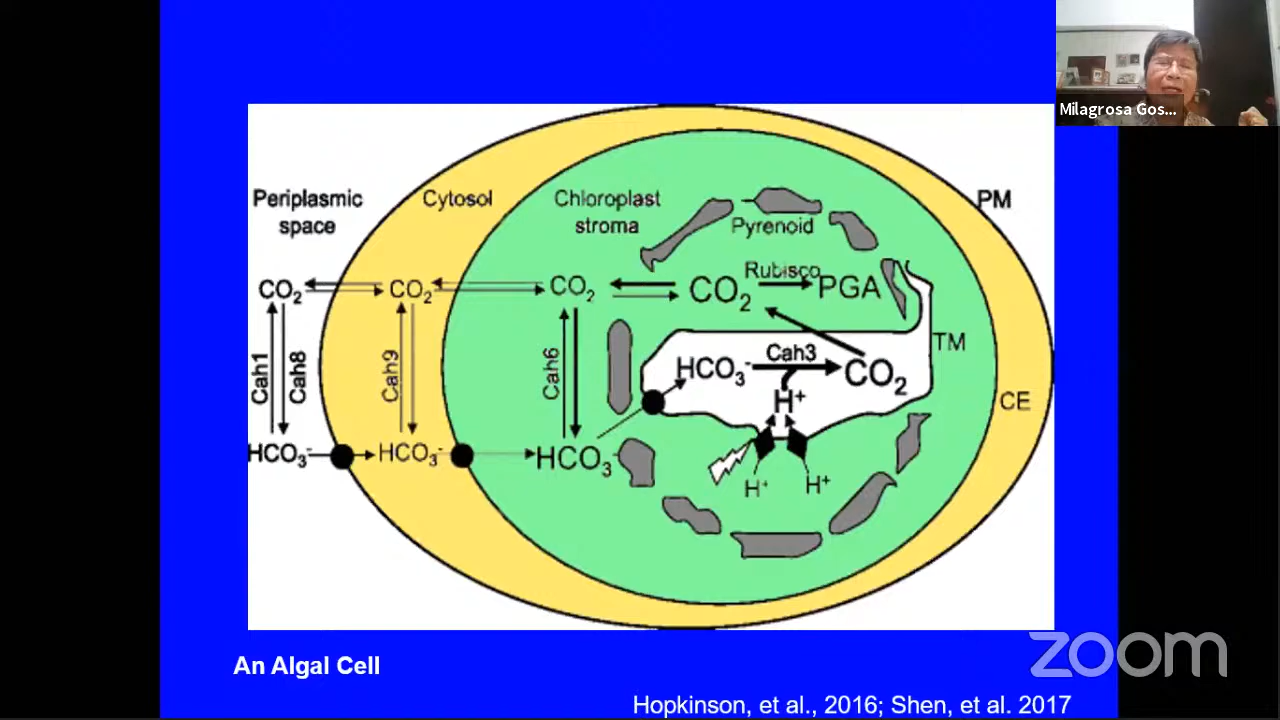 Milagrosa Gos...
Periplasmic
space
Cytosol
Chloroplast
stroma
Pyrenoid
PM
CO₂
CO₂
CO₂
CO₂
Rubisco
PGA
TM
CE
Cah1
Cah8
Cah9
Cah6
HCO₃⁻
Cah3
CO₂
H⁺
HCO₃⁻
HCO₃⁻
HCO₃⁻
H⁺
H⁺
zoom
An Algal Cell
Hopkinson, et al., 2016; Shen, et al. 2017